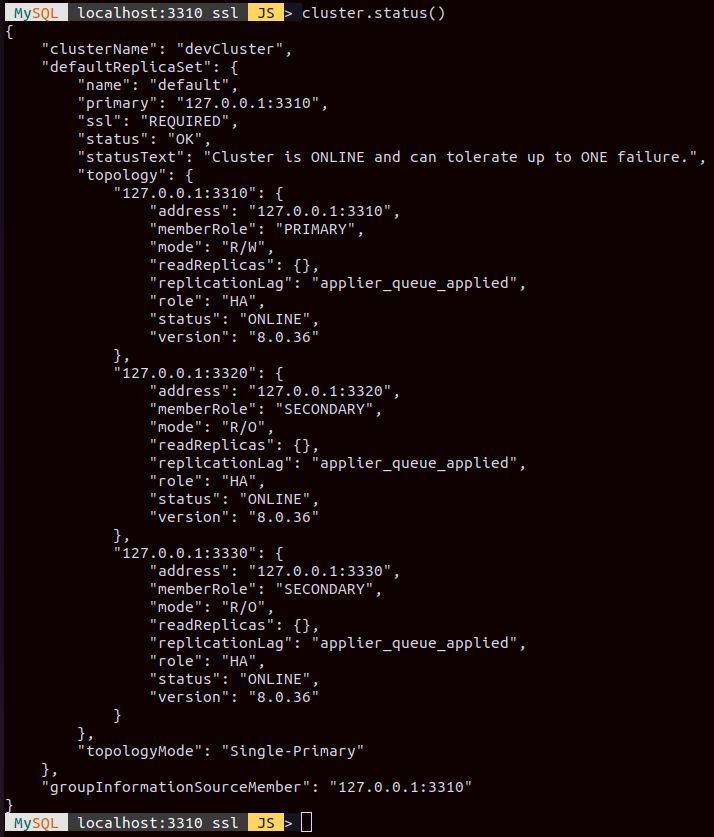 MySQL localhost:3310 ssl JS > cluster.status()
{
    "clusterName": "devCluster",
    "defaultReplicaSet": {
        "name": "default",
        "primary": "127.0.0.1:3310",
        "ssl": "REQUIRED",
        "status": "OK",
        "statusText": "Cluster is ONLINE and can tolerate up to ONE failure.",
        "topology": {
            "127.0.0.1:3310": {
                "address": "127.0.0.1:3310",
                "memberRole": "PRIMARY",
                "mode": "R/W",
                "readReplicas": {},
                "replicationLag": "applier_queue_applied",
                "role": "HA",
                "status": "ONLINE",
                "version": "8.0.36"
            },
            "127.0.0.1:3320": {
                "address": "127.0.0.1:3320",
                "memberRole": "SECONDARY",
                "mode": "R/O",
                "readReplicas": {},
                "replicationLag": "applier_queue_applied",
                "role": "HA",
                "status": "ONLINE",
                "version": "8.0.36"
            },
            "127.0.0.1:3330": {
                "address": "127.0.0.1:3330",
                "memberRole": "SECONDARY",
                "mode": "R/O",
                "readReplicas": {},
                "replicationLag": "applier_queue_applied",
                "role": "HA",
                "status": "ONLINE",
                "version": "8.0.36"
            }
        },
        "topologyMode": "Single-Primary"
    },
    "groupInformationSourceMember": "127.0.0.1:3310"
}
MySQL localhost:3310 ssl JS >